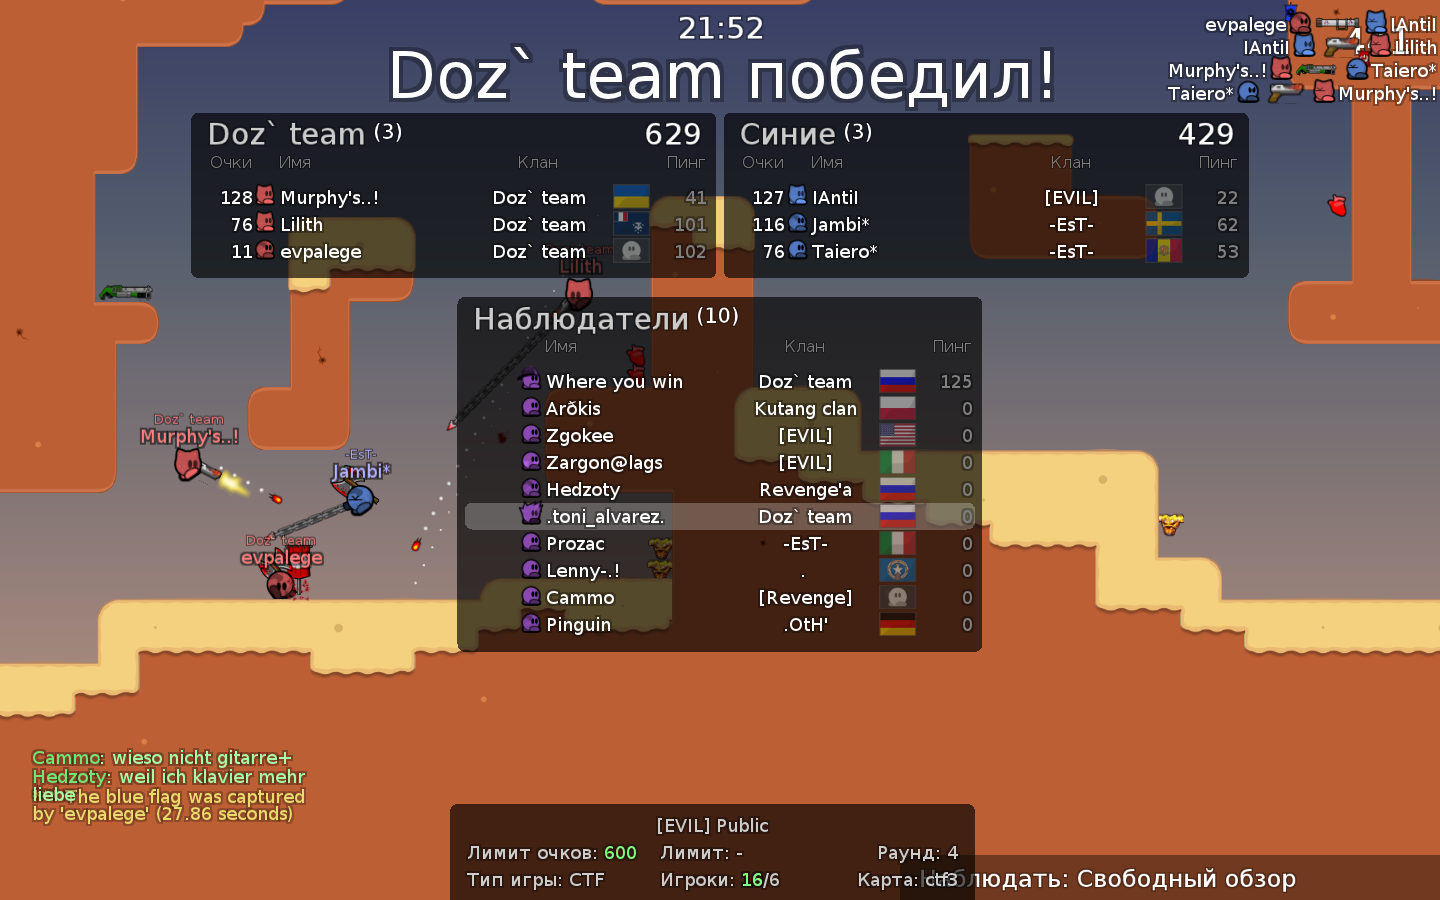 21:52
Doz` team победил!
evpalege lAntil
lAntil Lilith
Murphy's..! Taiero*
Taiero* Murphy's..!
Doz` team (3) 629
Очки Имя Клан Пинг
128 Murphy's..! Doz` team 41
76 Lilith Doz` team 101
11 evpalege Doz` team 102
Синие (3) 429
Очки Имя Клан Пинг
127 lAntil [EVIL] 22
116 Jambi* -EsT- 62
76 Taiero* -EsT- 53
Lilith
Наблюдатели (10)
Имя Клан Пинг
Where you win Doz` team 125
Arðkis Kutang clan 0
Zgokee [EVIL] 0
Zargon@lags [EVIL] 0
Hedzoty Revenge'a 0
.toni_alvarez. Doz` team 0
Prozac -EsT- 0
Lenny-.! . 0
Cammo [Revenge] 0
Pinguin .OtH' 0
Doz` team
Murphy's..!
-EsT-
Jambi*
Doz` team
evpalege
Cammo: wieso nicht gitarre+
Hedzoty: weil ich klavier mehr
liebe
*** The blue flag was captured
by 'evpalege' (27.86 seconds)
[EVIL] Public
Лимит очков: 600 Лимит: - Раунд: 4
Тип игры: CTF Игроки: 16/6 Карта: ctf3
Наблюдать: Свободный обзор